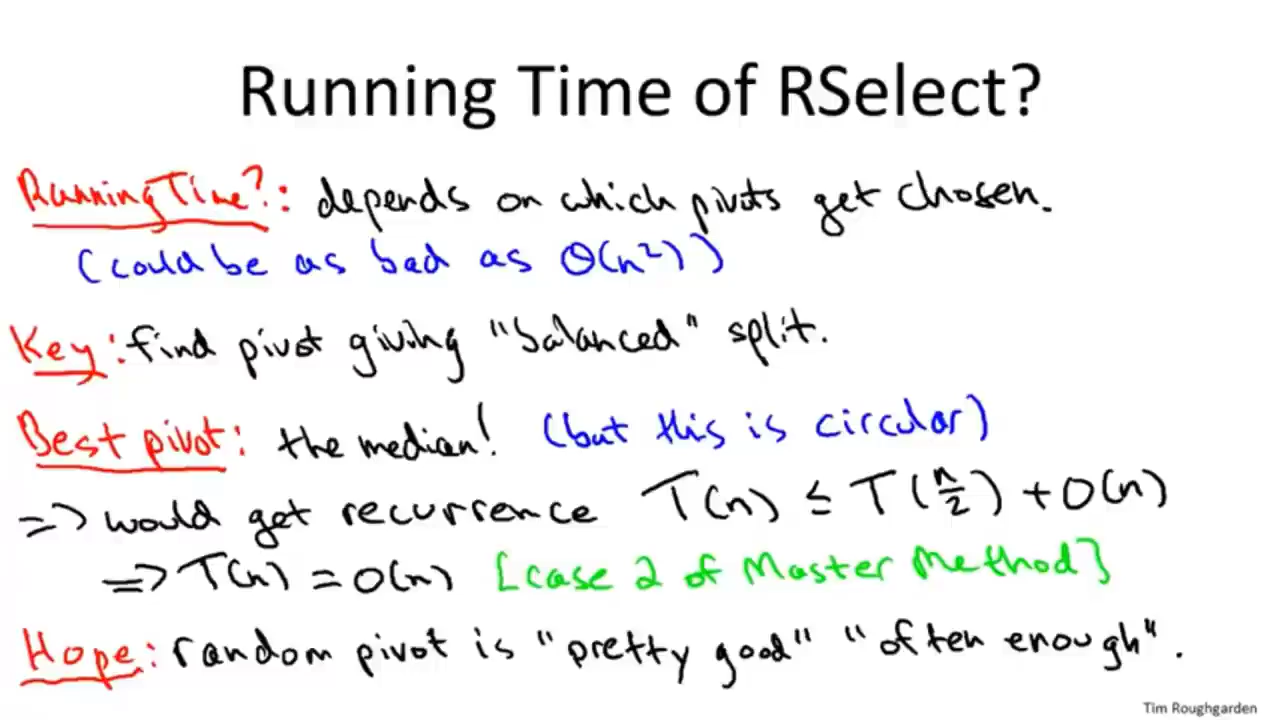 Running Time of RSelect?
Running Time?: depends on which pivots get chosen.
(could be as bad as Θ(n²))
Key: find pivot giving "balanced" split.
Best pivot: the median! (but this is circular)
=> would get recurrence T(n) ≤ T(n/2) + O(n)
=> T(n) = O(n) [case 2 of Master Method]
Hope: random pivot is "pretty good" "often enough".
Tim Roughgarden